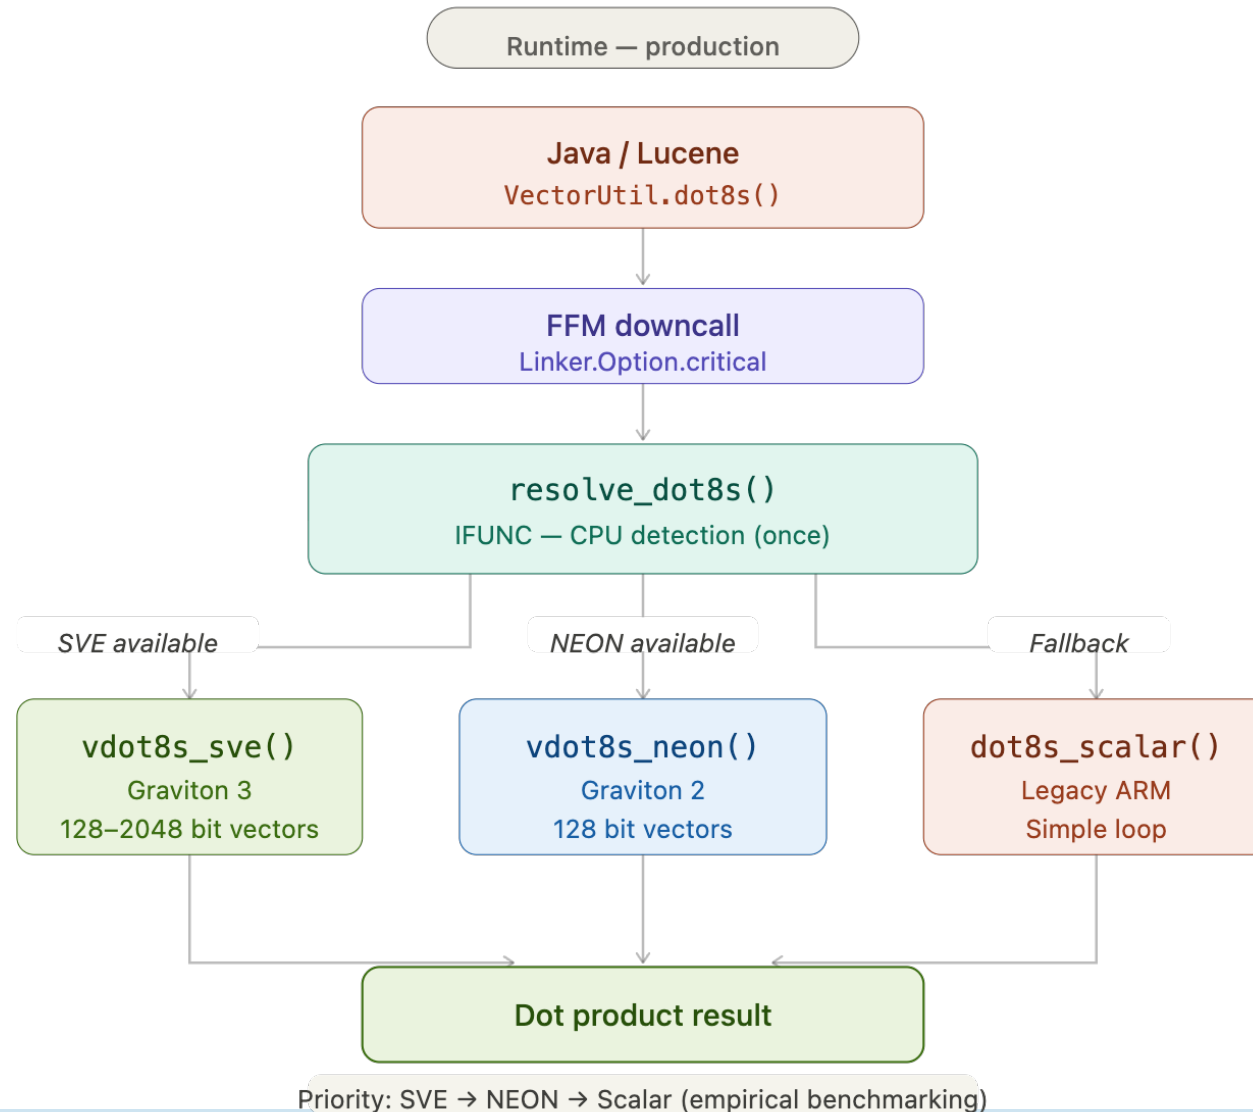 Runtime — production
Java / Lucene
VectorUtil.dot8s()
FFM downcall
Linker.Option.critical
resolve_dot8s()
IFUNC — CPU detection (once)
SVE available
NEON available
Fallback
vdot8s_sve()
Graviton 3
128–2048 bit vectors
vdot8s_neon()
Graviton 2
128 bit vectors
dot8s_scalar()
Legacy ARM
Simple loop
Dot product result
Priority: SVE → NEON → Scalar (empirical benchmarking)